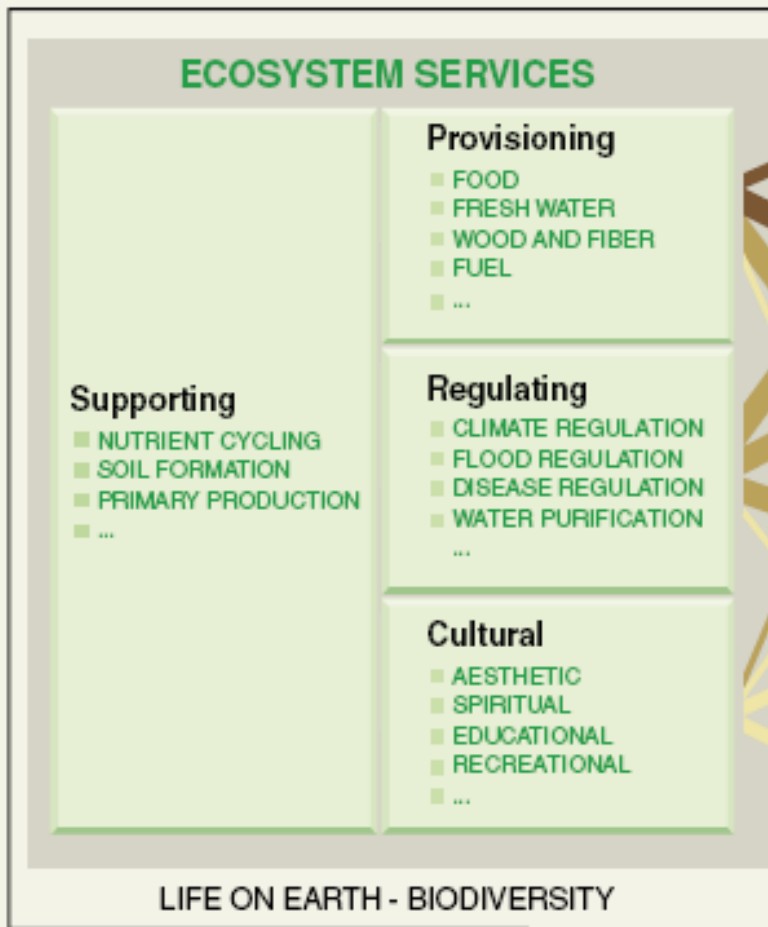 ECOSYSTEM SERVICES
Supporting
NUTRIENT CYCLING
SOIL FORMATION
PRIMARY PRODUCTION
...
Provisioning
FOOD
FRESH WATER
WOOD AND FIBER
FUEL
...
Regulating
CLIMATE REGULATION
FLOOD REGULATION
DISEASE REGULATION
WATER PURIFICATION
...
Cultural
AESTHETIC
SPIRITUAL
EDUCATIONAL
RECREATIONAL
...
LIFE ON EARTH - BIODIVERSITY